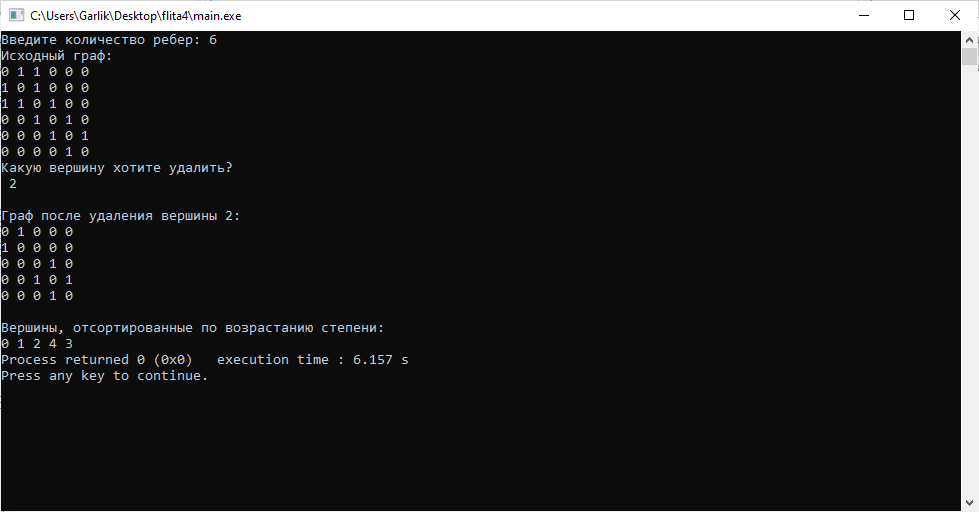 C:\Users\Garlik\Desktop\flita4\main.exe
Введите количество ребер: 6
Исходный граф:
0 1 1 0 0 0
1 0 1 0 0 0
1 1 0 1 0 0
0 0 1 0 1 0
0 0 0 1 0 1
0 0 0 0 1 0
Какую вершину хотите удалить?
2
Граф после удаления вершины 2:
0 1 0 0 0
1 0 0 0 0
0 0 0 1 0
0 0 1 0 1
0 0 0 1 0
Вершины, отсортированные по возрастанию степени:
0 1 2 4 3
Process returned 0 (0x0)   execution time : 6.157 s
Press any key to continue.